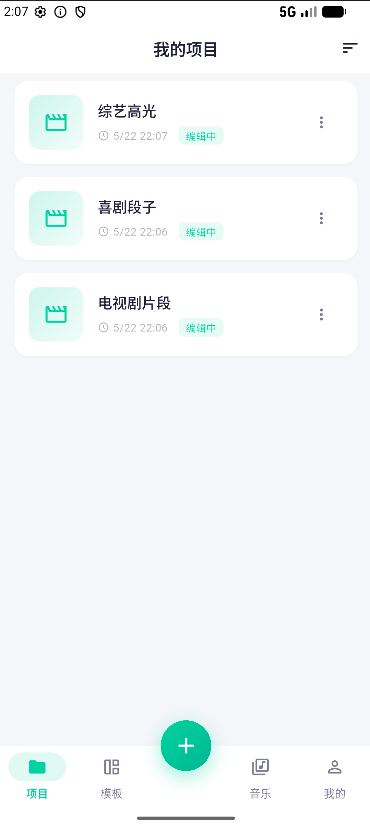 2:07 5G
我的项目
综艺高光
5/22 22:07 编辑中
喜剧段子
5/22 22:06 编辑中
电视剧片段
5/22 22:06 编辑中
项目 模板 音乐 我的